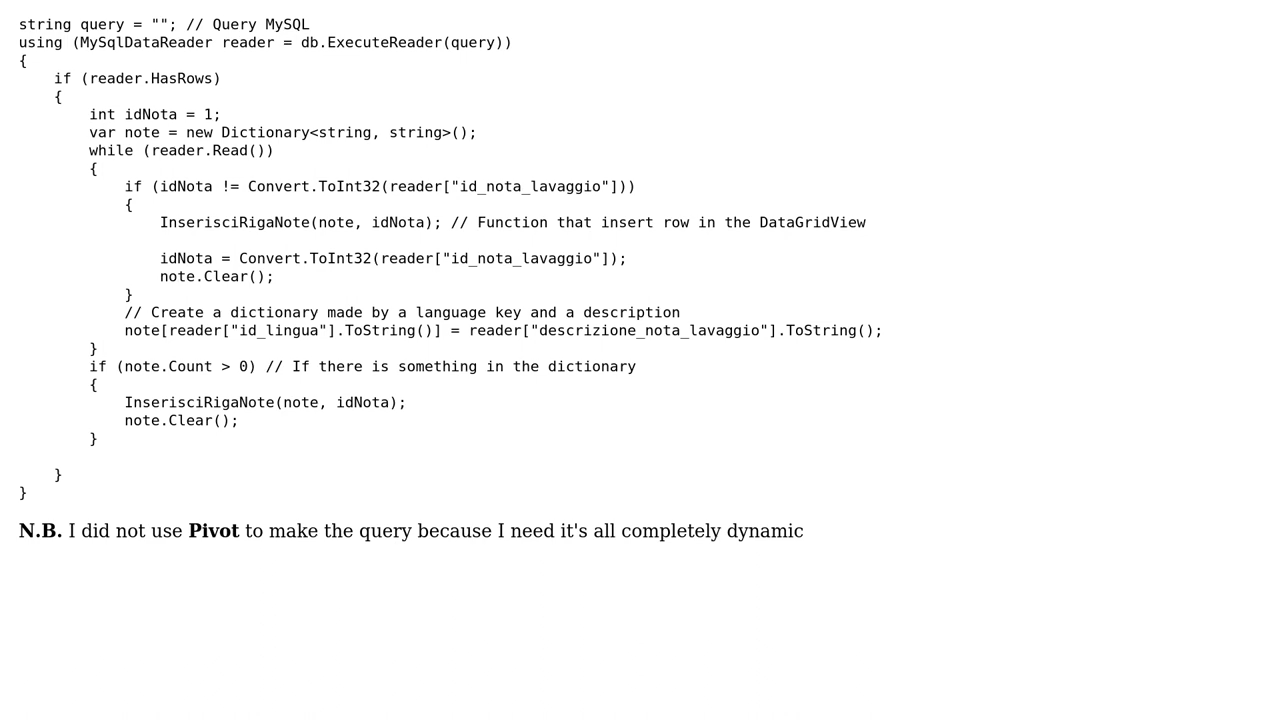 string query = ""; // Query MySQL
using (MySqlDataReader reader = db.ExecuteReader(query))
{
    if (reader.HasRows)
    {
        int idNota = 1;
        var note = new Dictionary<string, string>();
        while (reader.Read())
        {
            if (idNota != Convert.ToInt32(reader["id_nota_lavaggio"]))
            {
                InserisciRigaNote(note, idNota); // Function that insert row in the DataGridView

                idNota = Convert.ToInt32(reader["id_nota_lavaggio"]);
                note.Clear();
            }
            // Create a dictionary made by a language key and a description
            note[reader["id_lingua"].ToString()] = reader["descrizione_nota_lavaggio"].ToString();
        }
        if (note.Count > 0) // If there is something in the dictionary
        {
            InserisciRigaNote(note, idNota);
            note.Clear();
        }

    }
}
N.B. I did not use Pivot to make the query because I need it's all completely dynamic